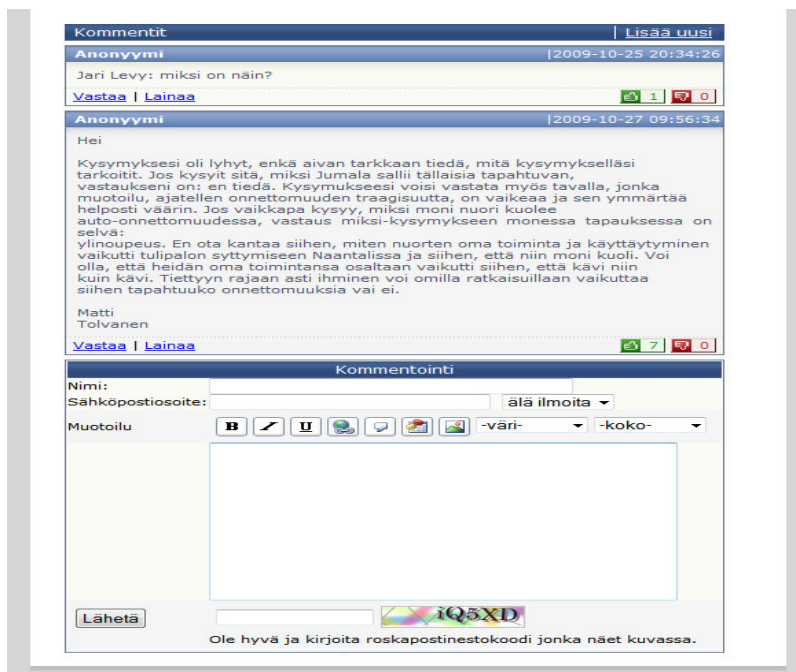 Kommentit | Lisää uusi
Anonyymi |2009-10-25 20:34:26
Jari Levy: miksi on näin?
Vastaa | Lainaa 1 0
Anonyymi |2009-10-27 09:56:34
Hei
Kysymyksesi oli lyhyt, enkä aivan tarkkaan tiedä, mitä kysymykselläsi
tarkoitit. Jos kysyit sitä, miksi Jumala sallii tällaisia tapahtuvan,
vastaukseni on: en tiedä. Kysymukseesi voisi vastata myös tavalla, jonka
muotoilu, ajatellen onnettomuuden traagisuutta, on vaikeaa ja sen ymmärtää
helposti väärin. Jos vaikkapa kysyy, miksi moni nuori kuolee
auto-onnettomuudessa, vastaus miksi-kysymykseen monessa tapauksessa on
selvä:
ylinoupeus. En ota kantaa siihen, miten nuorten oma toiminta ja käyttäytyminen
vaikutti tulipalon syttymiseen Naantalissa ja siihen, että niin moni kuoli. Voi
olla, että heidän oma toimintansa osaltaan vaikutti siihen, että kävi niin
kuin kävi. Tiettyyn rajaan asti ihminen voi omilla ratkaisuillaan vaikuttaa
siihen tapahtuuko onnettomuuksia vai ei.
Matti
Tolvanen
Vastaa | Lainaa 7 0
Kommentointi
Nimi:
Sähköpostiosoite: älä ilmoita
Muotoilu B I U -väri- -koko-
Lähetä iQ5XD
Ole hyvä ja kirjoita roskapostinestokoodi jonka näet kuvassa.